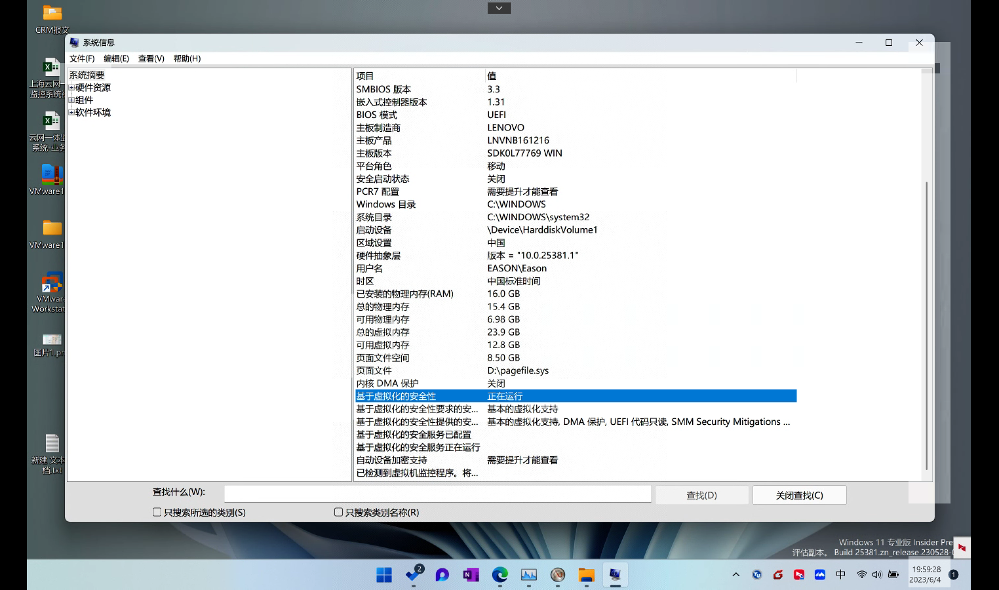 CRM报文
系统信息
文件(F) 编辑(E) 查看(V) 帮助(H)
系统摘要
硬件资源
组件
软件环境
项目 值
SMBIOS 版本 3.3
嵌入式控制器版本 1.31
BIOS 模式 UEFI
主板制造商 LENOVO
主板产品 LNVNB161216
主板版本 SDK0L77769 WIN
平台角色 移动
安全启动状态 关闭
PCR7 配置 需要提升才能查看
Windows 目录 C:\WINDOWS
系统目录 C:\WINDOWS\system32
启动设备 \Device\HarddiskVolume1
区域设置 中国
硬件抽象层 版本 = "10.0.25381.1"
用户名 EASON\Eason
时区 中国标准时间
已安装的物理内存(RAM) 16.0 GB
总的物理内存 15.4 GB
可用物理内存 6.98 GB
总的虚拟内存 23.9 GB
可用虚拟内存 12.8 GB
页面文件空间 8.50 GB
页面文件 D:\pagefile.sys
内核 DMA 保护 关闭
基于虚拟化的安全性 正在运行
基于虚拟化的安全性要求的安... 基本的虚拟化支持
基于虚拟化的安全性提供的安... 基本的虚拟化支持, DMA 保护, UEFI 代码只读, SMM Security Mitigations ...
基于虚拟化的安全服务已配置
基于虚拟化的安全服务正在运行
自动设备加密支持 需要提升才能查看
已检测到虚拟机监控程序。将...
查找什么(W):
查找(D)
关闭查找(C)
只搜索所选的类别(S)
只搜索类别名称(R)
上海云网一
监控系统
云网一体监
系统-业务
VMware1
VMware1
VMware
Workstat
图片1.pn
新建 文本
档.txt
Windows 11 专业版 Insider Pre
评估副本。 Build 25381.zn_release.230528-
2
中
19:59:28
2023/6/4
1